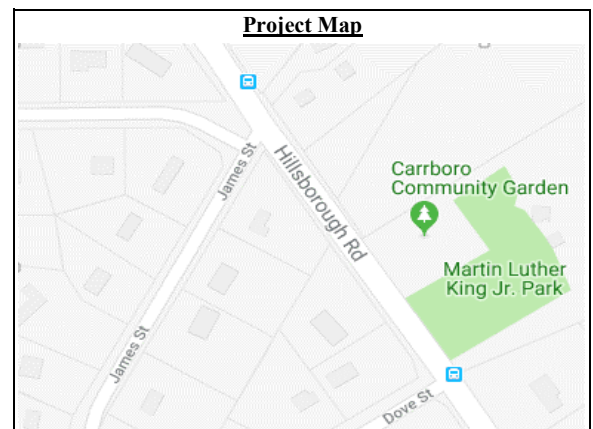 Project Map
James St
Hillsborough Rd
Carrboro
Community Garden
Martin Luther
King Jr. Park
James St
Dove St